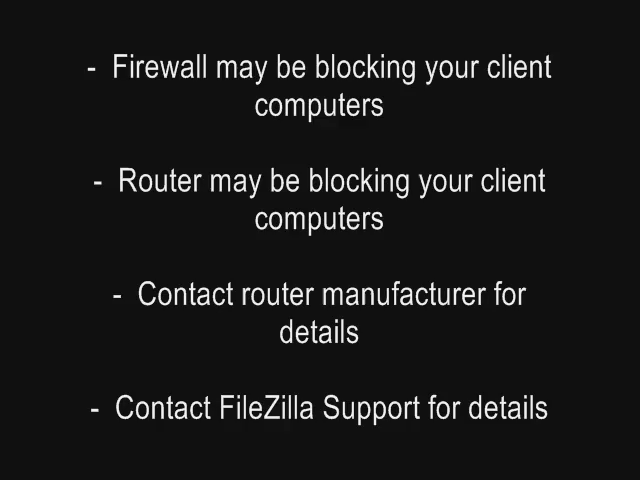 - Firewall may be blocking your client
computers
- Router may be blocking your client
computers
- Contact router manufacturer for
details
- Contact FileZilla Support for details